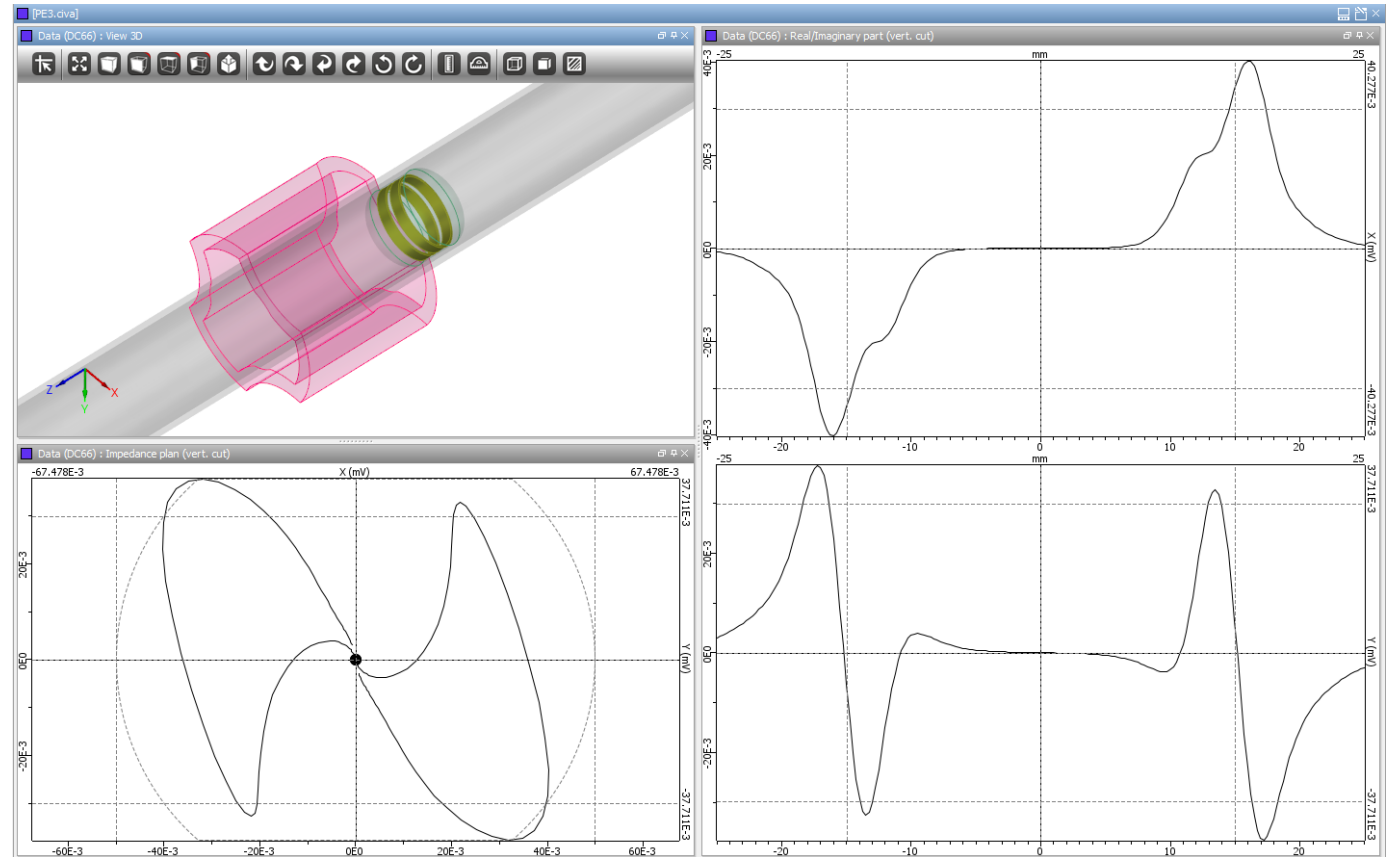 [PE3.civa]
Data (DC66) : View 3D
Z
X
Y
Data (DC66) : Real/Imaginary part (vert. cut)
-25
mm
25
40E-3
20E-3
0E0
-20E-3
-40E-3
40.277E-3
X (mV)
-40.277E-3
-20
-10
0
10
20
Data (DC66) : Impedance plan (vert. cut)
-67.478E-3
X (mV)
67.478E-3
20E-3
0E0
-20E-3
37.711E-3
Y (mV)
-37.711E-3
-60E-3
-40E-3
-20E-3
0E0
20E-3
40E-3
60E-3
-25
mm
25
20E-3
0E0
-20E-3
37.711E-3
Y (mV)
-37.711E-3
-20
-10
0
10
20